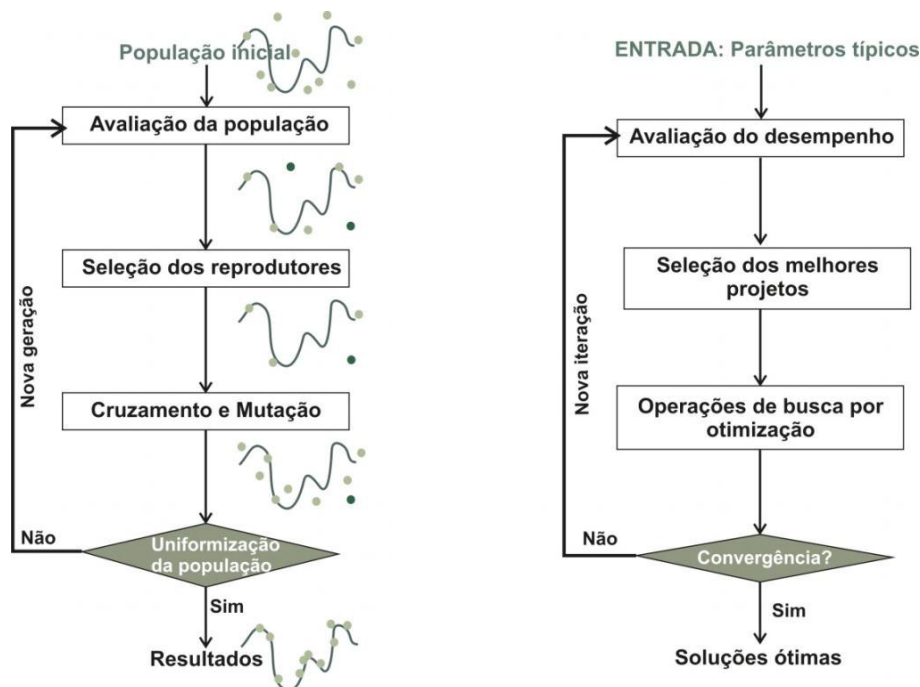 População inicial
Avaliação da população
Seleção dos reprodutores
Nova geração
Cruzamento e Mutação
Não
Uniformização
da população
Sim
Resultados
ENTRADA: Parâmetros típicos
Avaliação do desempenho
Seleção dos melhores
projetos
Nova iteração
Operações de busca por
otimização
Não
Convergência?
Sim
Soluções ótimas